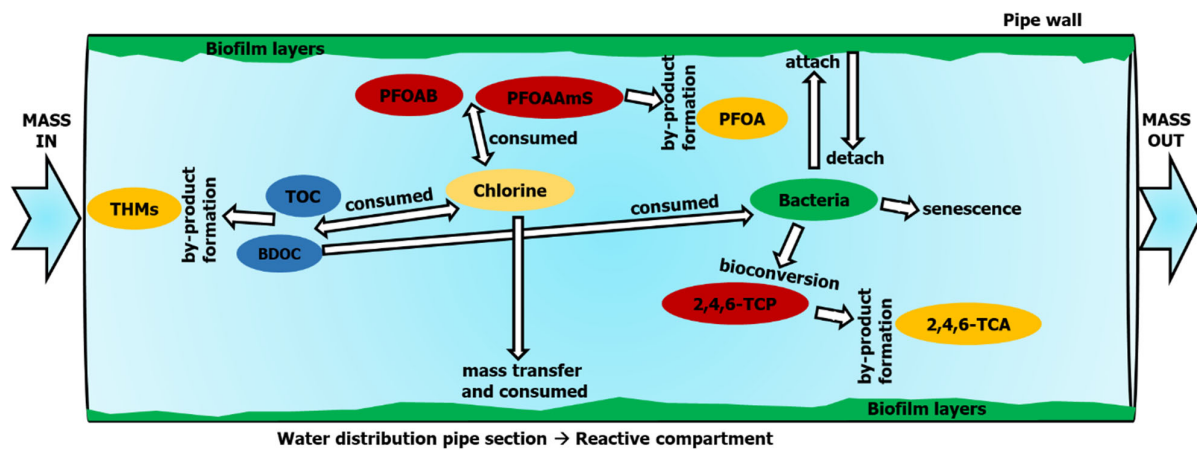 Pipe wall
Biofilm layers
attach
PFOAB
PFOAAmS
by-product
formation
PFOA
MASS
IN
MASS
OUT
consumed
detach
TOC
consumed
Chlorine
THMs
by-product
formation
consumed
Bacteria
senescence
BDOC
bioconversion
2,4,6-TCP
by-product
formation
2,4,6-TCA
mass transfer
and consumed
Biofilm layers
Water distribution pipe section → Reactive compartment